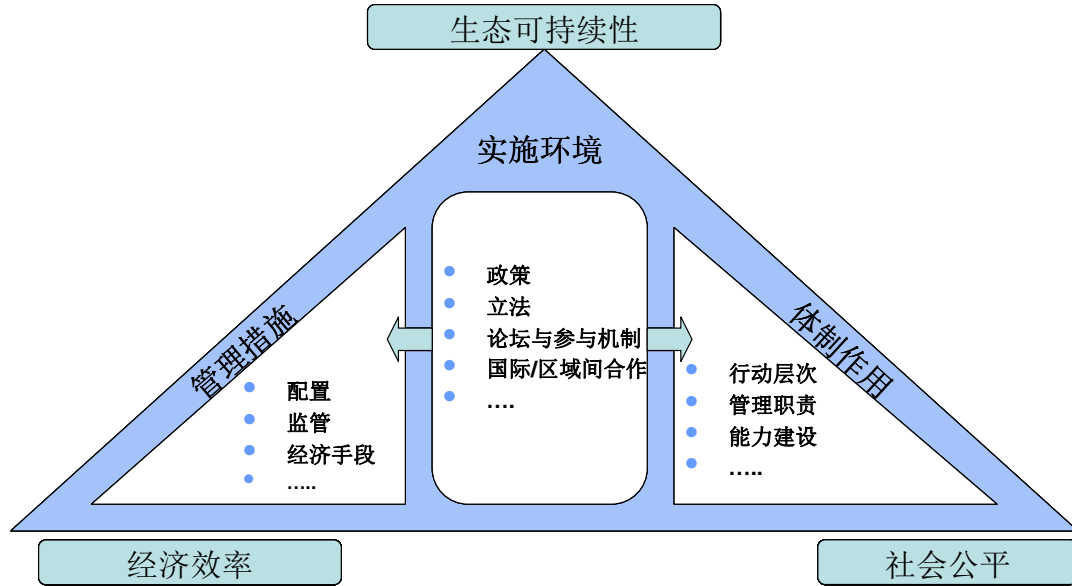 生态可持续性
实施环境
政策
立法
论坛与参与机制
国际/区域间合作
….
管理措施
配置
监管
经济手段
…..
体制作用
行动层次
管理职责
能力建设
…..
经济效率
社会公平